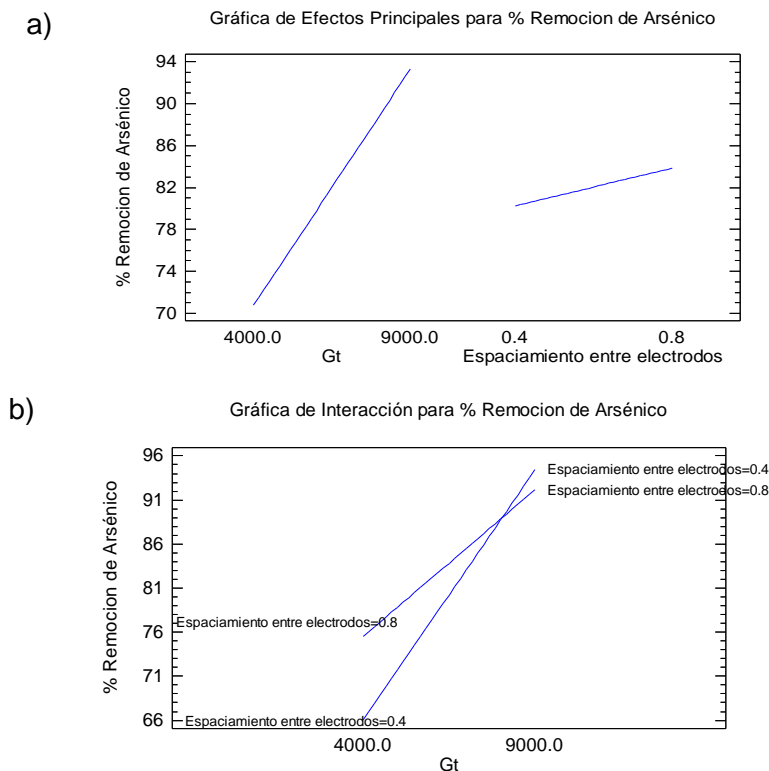 a)
Gráfica de Efectos Principales para % Remocion de Arsénico
% Remocion de Arsénico
94
90
86
82
78
74
70
4000.0 9000.0 0.4 0.8
Gt Espaciamiento entre electrodos
b)
Gráfica de Interacción para % Remocion de Arsénico
% Remocion de Arsénico
96
Espaciamiento entre electrodos=0.4
91
Espaciamiento entre electrodos=0.8
86
81
76
Espaciamiento entre electrodos=0.8
71
66
Espaciamiento entre electrodos=0.4
4000.0 9000.0
Gt